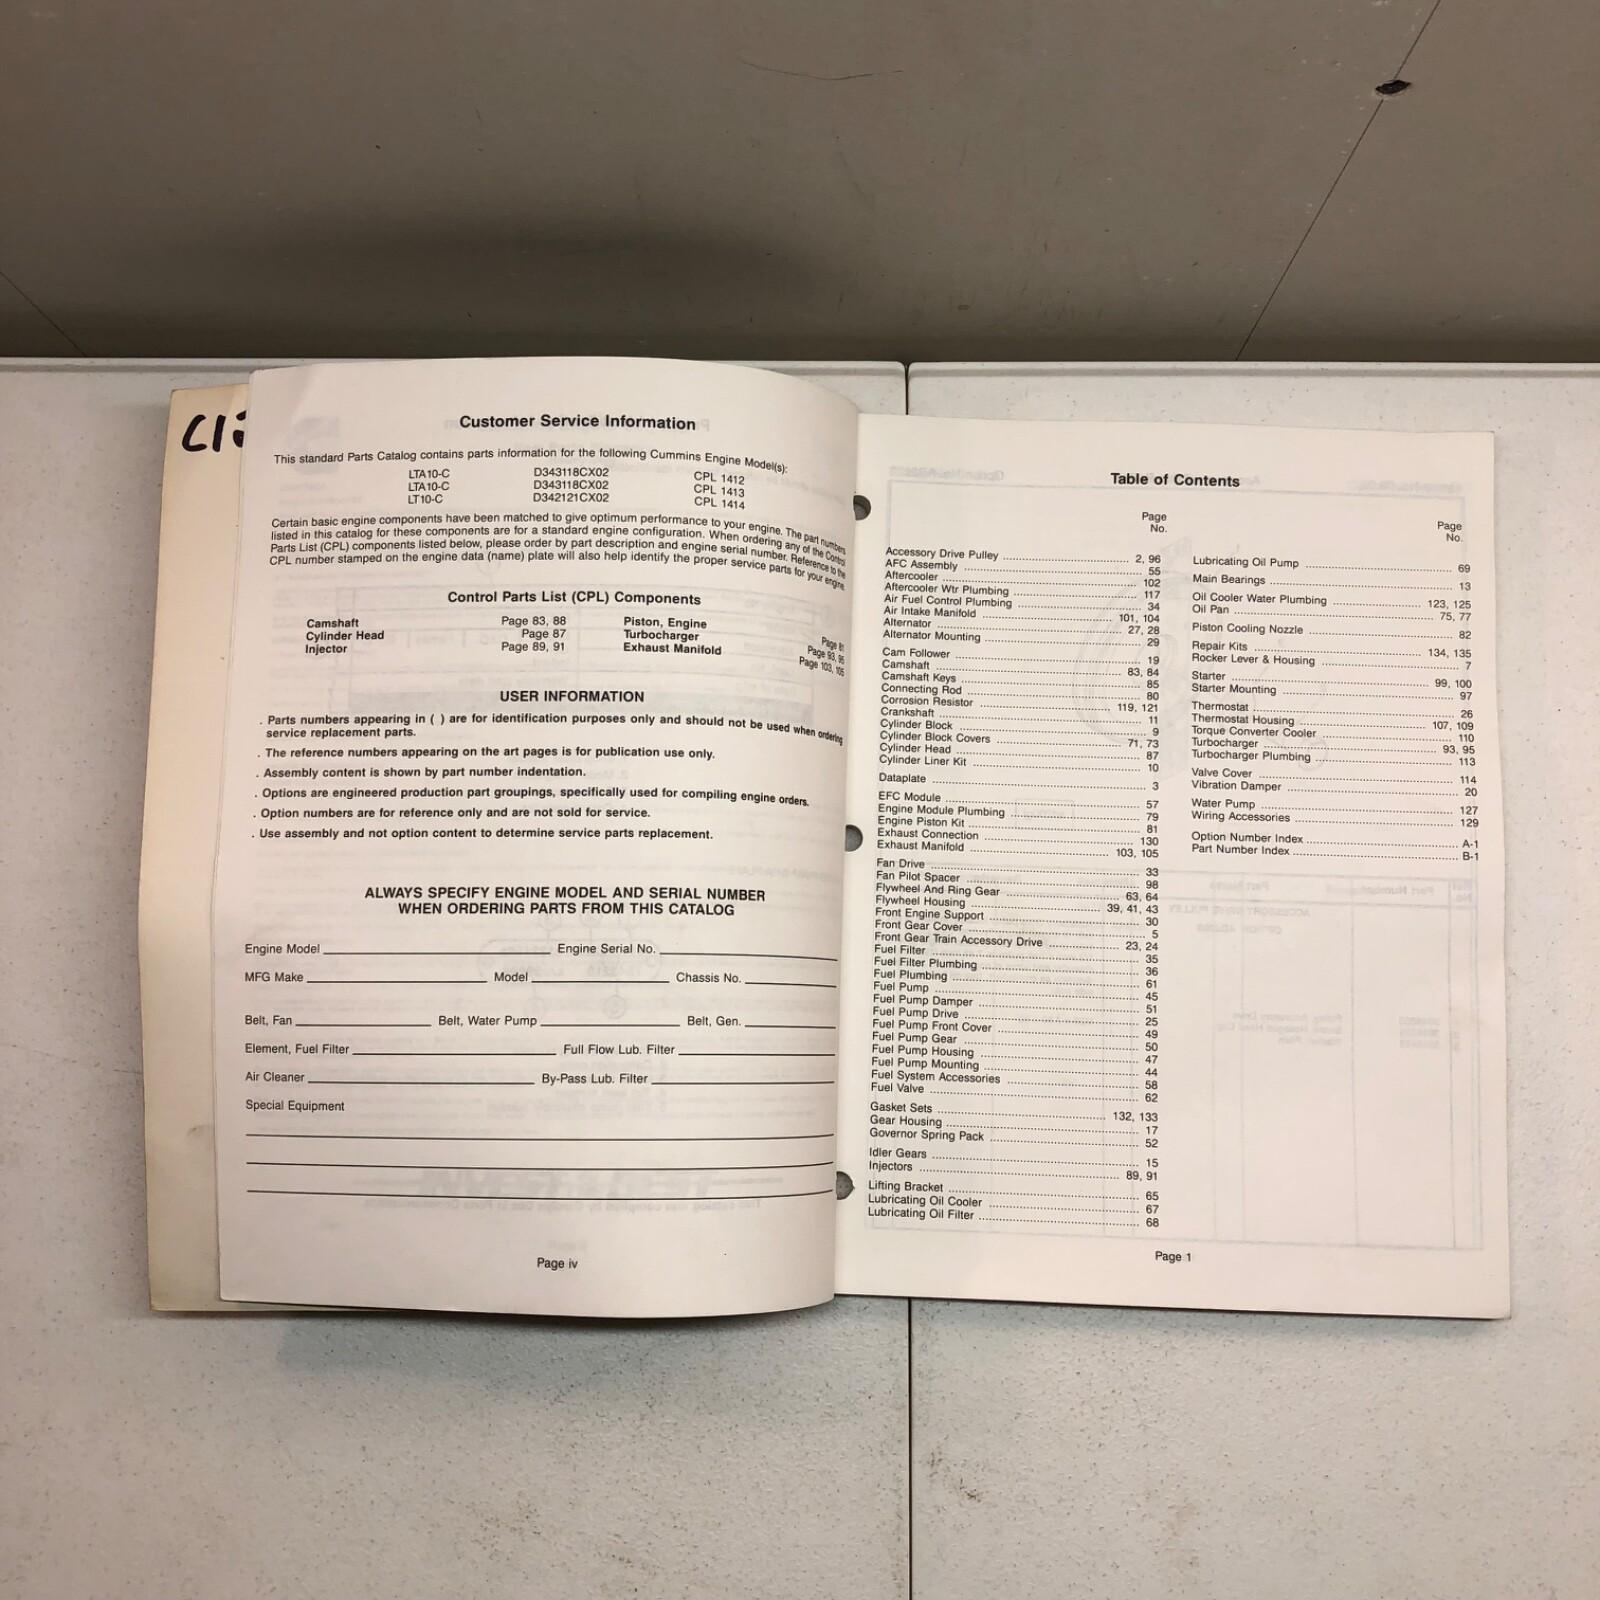 Customer Service Information
This standard Parts Catalog contains parts information for the following Cummins Engine Model(s):
LTA10-C D343118CX02 CPL 1412
LTA10-C D343118CX02 CPL 1413
LT10-C D342121CX02 CPL 1414
Certain basic engine components have been matched to give optimum performance to your engine. The part numbers
listed in this catalog for these components are for a standard engine configuration. When ordering any of the Control
Parts List (CPL) components listed below, please order by part description and engine serial number. Reference to the
CPL number stamped on the engine data (name) plate will also help identify the proper service parts for your engine.
Control Parts List (CPL) Components
Camshaft Page 83, 88 Piston, Engine Page 81
Cylinder Head Page 87 Turbocharger Page 93, 95
Injector Page 89, 91 Exhaust Manifold Page 103, 105
USER INFORMATION
. Parts numbers appearing in ( ) are for identification purposes only and should not be used when ordering
service replacement parts.
. The reference numbers appearing on the art pages is for publication use only.
. Assembly content is shown by part number indentation.
. Options are engineered production part groupings, specifically used for compiling engine orders.
. Option numbers are for reference only and are not sold for service.
. Use assembly and not option content to determine service parts replacement.
ALWAYS SPECIFY ENGINE MODEL AND SERIAL NUMBER
WHEN ORDERING PARTS FROM THIS CATALOG
Engine Model Engine Serial No.
MFG Make Model Chassis No.
Belt, Fan Belt, Water Pump Belt, Gen.
Element, Fuel Filter Full Flow Lub. Filter
Air Cleaner By-Pass Lub. Filter
Special Equipment
Page iv
Table of Contents
Page
No.
Accessory Drive Pulley 2, 96
AFC Assembly 55
Aftercooler 102
Aftercooler Wtr Plumbing 117
Air Fuel Control Plumbing 34
Air Intake Manifold 101, 104
Alternator 27, 28
Alternator Mounting 29
Cam Follower 19
Camshaft 83, 84
Camshaft Keys 85
Connecting Rod 80
Corrosion Resistor 119, 121
Crankshaft 11
Cylinder Block 9
Cylinder Block Covers 71, 73
Cylinder Head 87
Cylinder Liner Kit 10
Dataplate 3
EFC Module 57
Engine Module Plumbing 79
Engine Piston Kit 81
Exhaust Connection 130
Exhaust Manifold 103, 105
Fan Drive 33
Fan Pilot Spacer 98
Flywheel And Ring Gear 63, 64
Flywheel Housing 39, 41, 43
Front Engine Support 30
Front Gear Cover 5
Front Gear Train Accessory Drive 23, 24
Fuel Filter 35
Fuel Filter Plumbing 36
Fuel Plumbing 61
Fuel Pump 45
Fuel Pump Damper 51
Fuel Pump Drive 25
Fuel Pump Front Cover 49
Fuel Pump Gear 50
Fuel Pump Housing 47
Fuel Pump Mounting 44
Fuel System Accessories 58
Fuel Valve 62
Gasket Sets 132, 133
Gear Housing 17
Governor Spring Pack 52
Idler Gears 15
Injectors 89, 91
Lifting Bracket 65
Lubricating Oil Cooler 67
Lubricating Oil Filter 68
Page
No.
Lubricating Oil Pump 69
Main Bearings 13
Oil Cooler Water Plumbing 123, 125
Oil Pan 75, 77
Piston Cooling Nozzle 82
Repair Kits 134, 135
Rocker Lever & Housing 7
Starter 99, 100
Starter Mounting 97
Thermostat 26
Thermostat Housing 107, 109
Torque Converter Cooler 110
Turbocharger 93, 95
Turbocharger Plumbing 113
Valve Cover 114
Vibration Damper 20
Water Pump 127
Wiring Accessories 129
Option Number Index A-1
Part Number Index B-1
Page 1